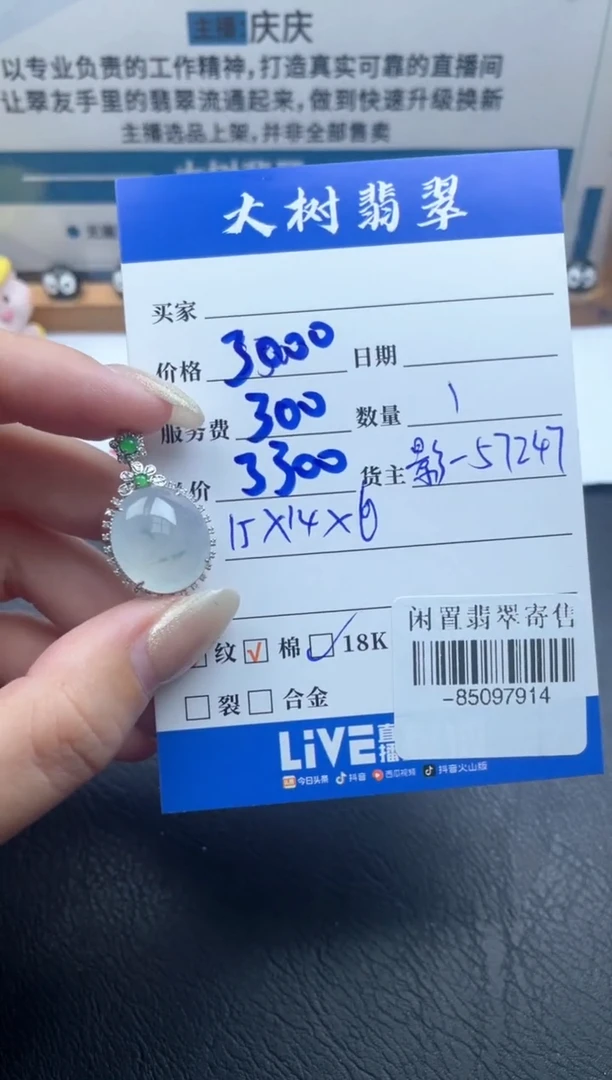 主播 庆庆
以专业负责的工作精神,打造真实可靠的直播间
让翠友手里的翡翠流通起来,做到快速升级换新
主播选品上架,并非全部售卖
大树翡翠
买家
价格 3000 日期
服务费 300 数量 1
价 3300 货主 影-57247
15×14×6
纹 棉 18K
裂 合金
闲置翡翠寄售
-85097914
LiVE 直播
今日头条 抖音 西瓜视频 抖音火山版